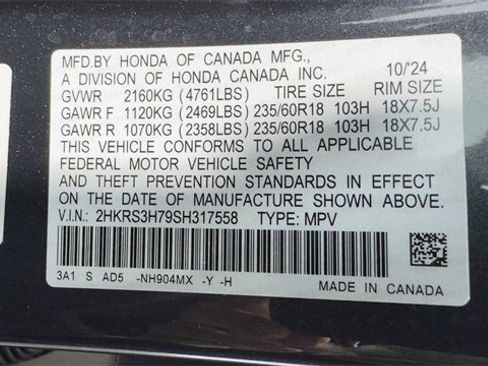 MFD.BY HONDA OF CANADA MFG.,
A DIVISION OF HONDA CANADA INC. 10/'24
GVWR 2160KG (4761LBS) TIRE SIZE RIM SIZE
GAWR F 1120KG (2469LBS) 235/60R18 103H 18X7.5J
GAWR R 1070KG (2358LBS) 235/60R18 103H 18X7.5J
THIS VEHICLE CONFORMS TO ALL APPLICABLE
FEDERAL MOTOR VEHICLE SAFETY
AND THEFT PREVENTION STANDARDS IN EFFECT
ON THE DATE OF MANUFACTURE SHOWN ABOVE.
V.I.N: 2HKRS3H79SH317558 TYPE: MPV
3A1 S AD5 -NH904MX -Y -H MADE IN CANADA